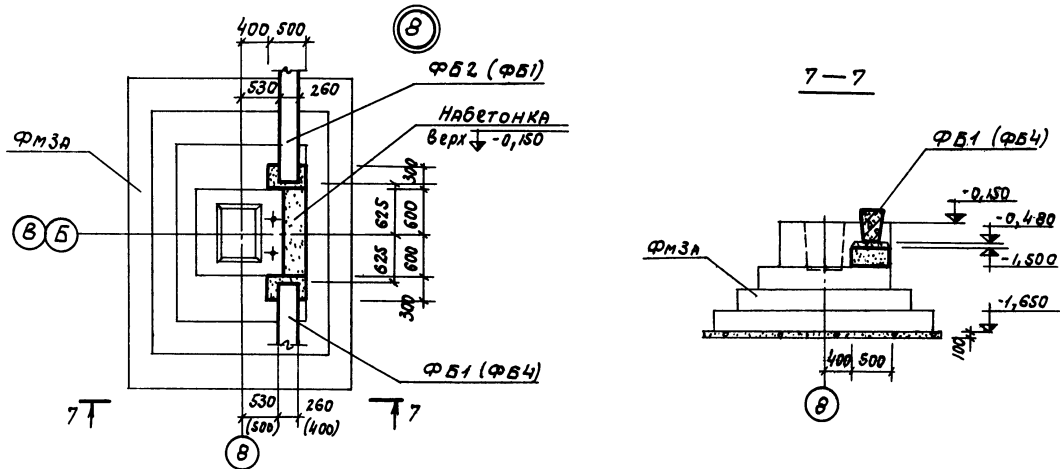 400 500
8
530 260
ФБ2 (ФБ1)
Набетонка
верх -0,150
Фм3А
300
625 600
В Б
625 600
300
ФБ1 (ФБ4)
7 530 260 7
(500) (400)
8
7 — 7
ФБ1 (ФБ4)
-0,150
-0,480
Фм3А
-1,500
-1,650
100
400 500
8